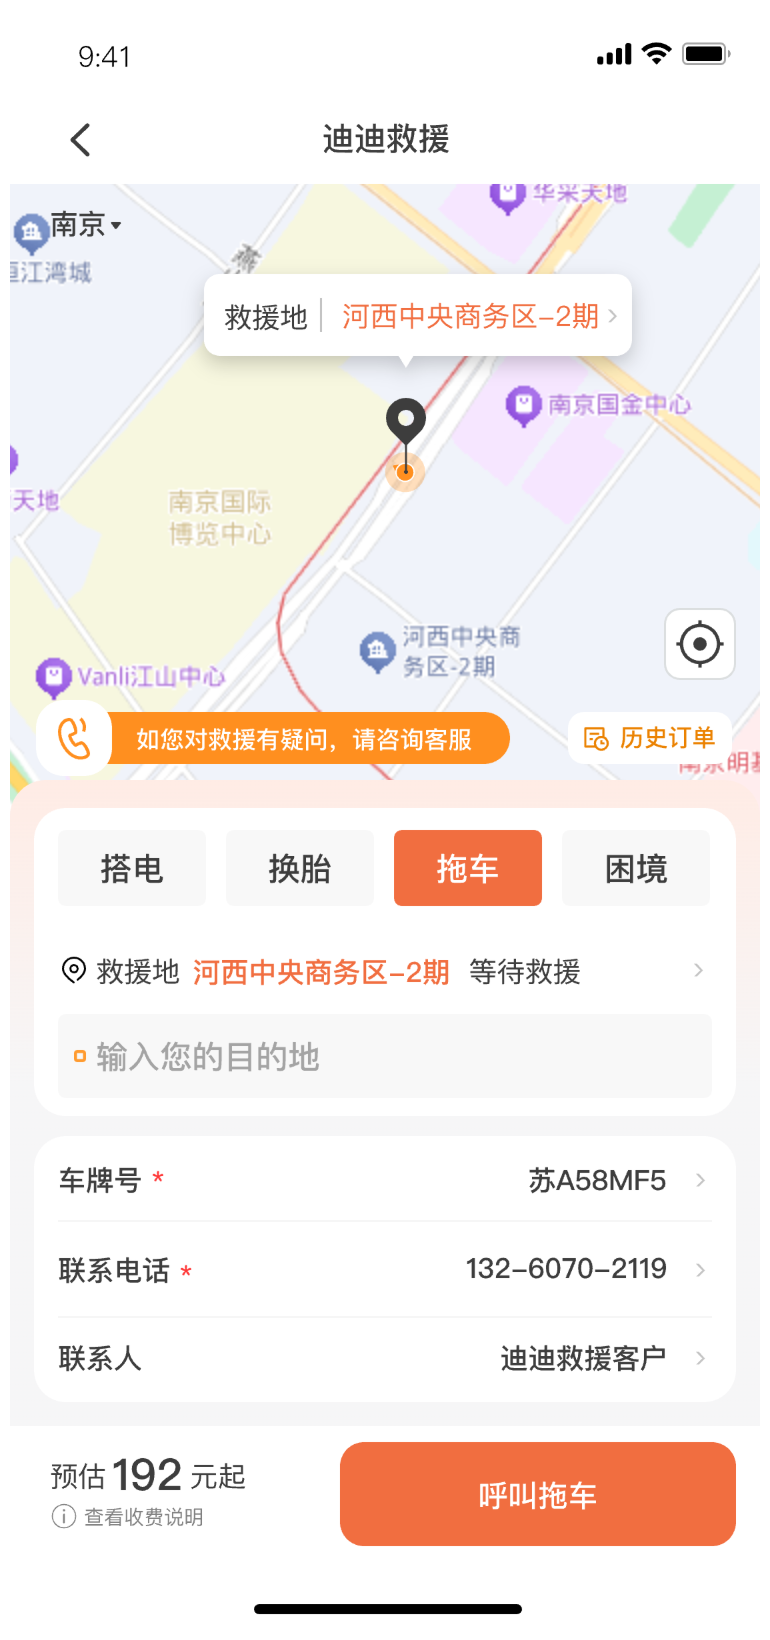 9:41
迪迪救援
华采天地
南京
江湾城
救援地
河西中央商务区-2期
南京国金中心
天地
南京国际
博览中心
河西中央商
务区-2期
Vanli江山中心
如您对救援有疑问，请咨询客服
历史订单
南京明基
搭电
换胎
拖车
困境
救援地 河西中央商务区-2期 等待救援
输入您的目的地
车牌号 *
苏A58MF5
联系电话 *
132-6070-2119
联系人
迪迪救援客户
预估192元起
查看收费说明
呼叫拖车